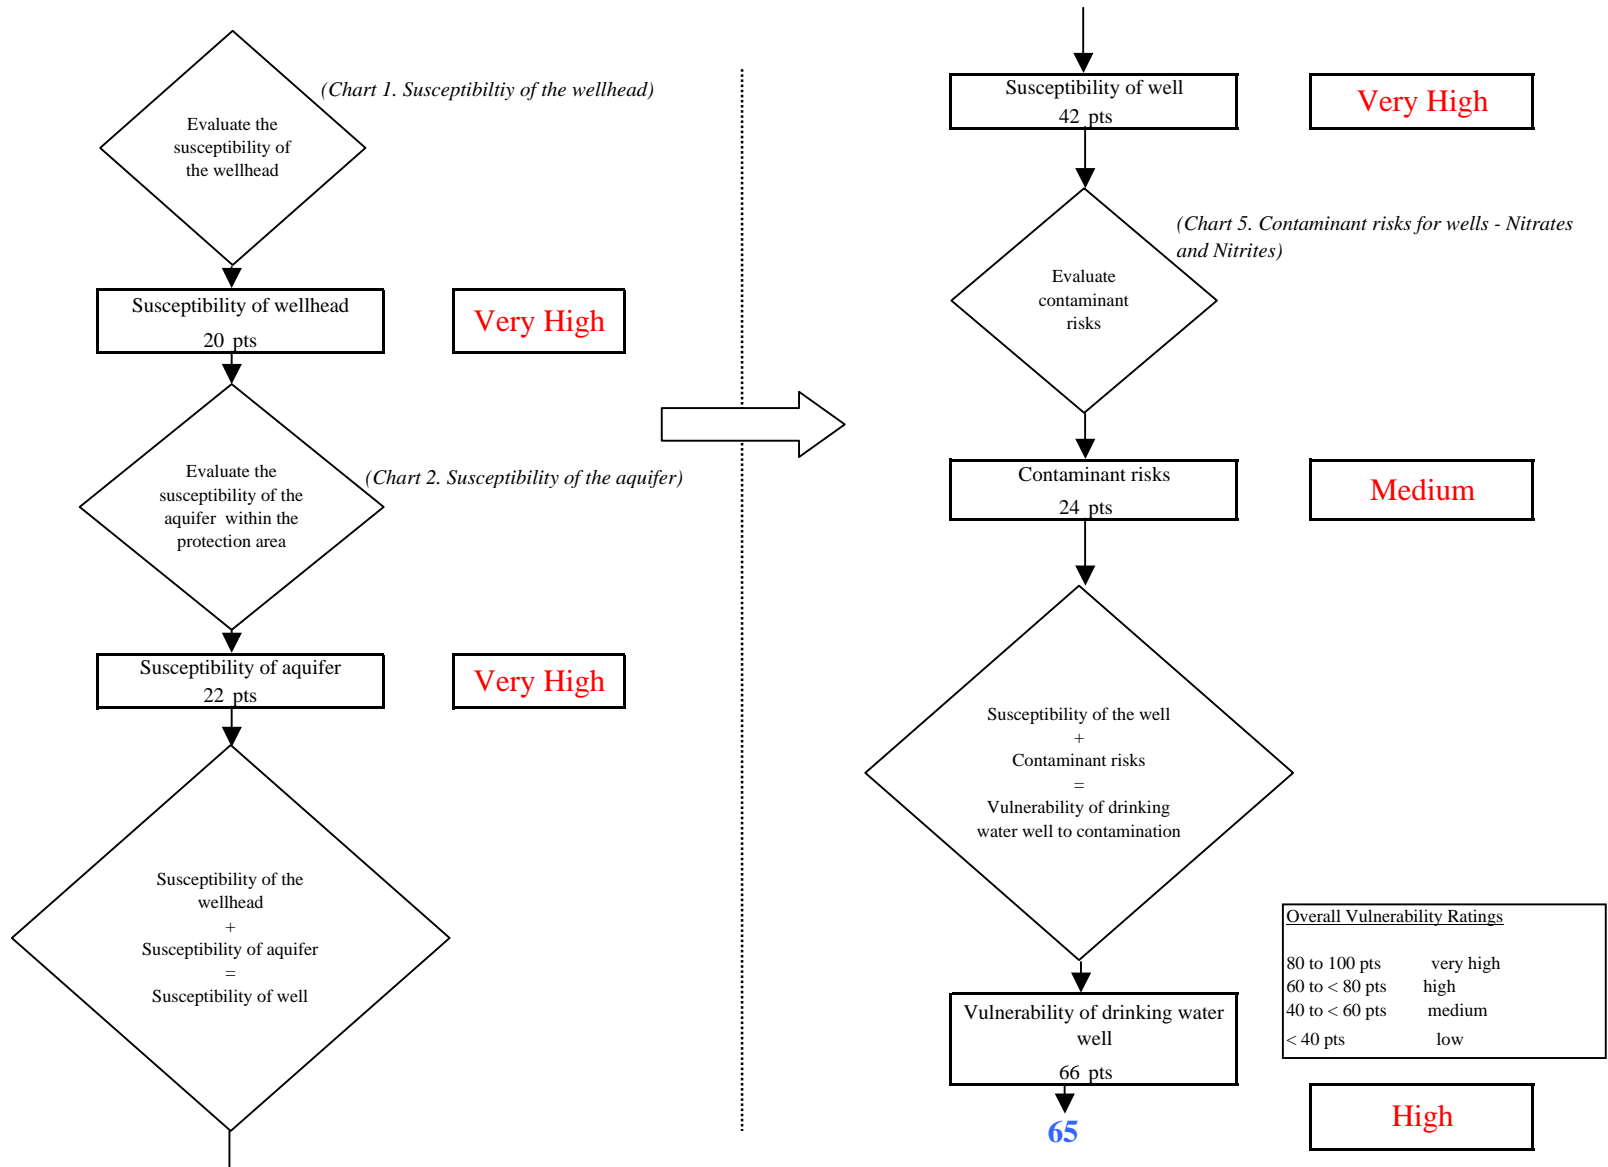 (Chart 1. Susceptibiltiy of the wellhead)
Evaluate the
susceptibility of
the wellhead
Susceptibility of wellhead
20 pts
Very High
Evaluate the
susceptibility of the
aquifer within the
protection area
(Chart 2. Susceptibility of the aquifer)
Susceptibility of aquifer
22 pts
Very High
Susceptibility of the
wellhead
+
Susceptibility of aquifer
=
Susceptibility of well
Susceptibility of well
42 pts
Very High
(Chart 5. Contaminant risks for wells - Nitrates
and Nitrites)
Evaluate
contaminant
risks
Contaminant risks
24 pts
Medium
Susceptibility of the well
+
Contaminant risks
=
Vulnerability of drinking
water well to contamination
Overall Vulnerability Ratings
80 to 100 pts very high
60 to < 80 pts high
40 to < 60 pts medium
< 40 pts low
Vulnerability of drinking water
well
66 pts
65
High